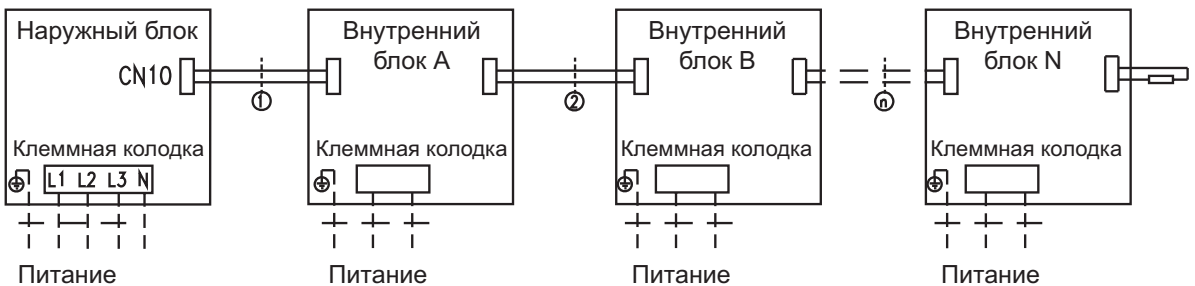 Наружный блок
CN10
Клеммная колодка
L1 L2 L3 N
Питание
1
Внутренний
блок A
Клеммная колодка
Питание
2
Внутренний
блок B
Клеммная колодка
Питание
n
Внутренний
блок N
Клеммная колодка
Питание